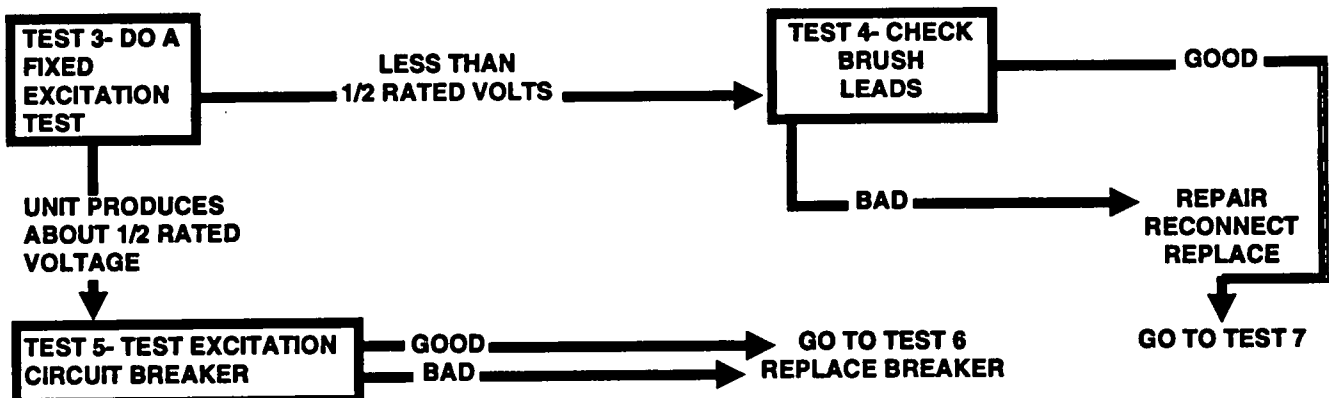 TEST 3- DO A
FIXED
EXCITATION
TEST
LESS THAN
1/2 RATED VOLTS
TEST 4- CHECK
BRUSH
LEADS
GOOD
BAD
REPAIR
RECONNECT
REPLACE
UNIT PRODUCES
ABOUT 1/2 RATED
VOLTAGE
GO TO TEST 7
TEST 5- TEST EXCITATION
CIRCUIT BREAKER
GOOD
GO TO TEST 6
BAD
REPLACE BREAKER